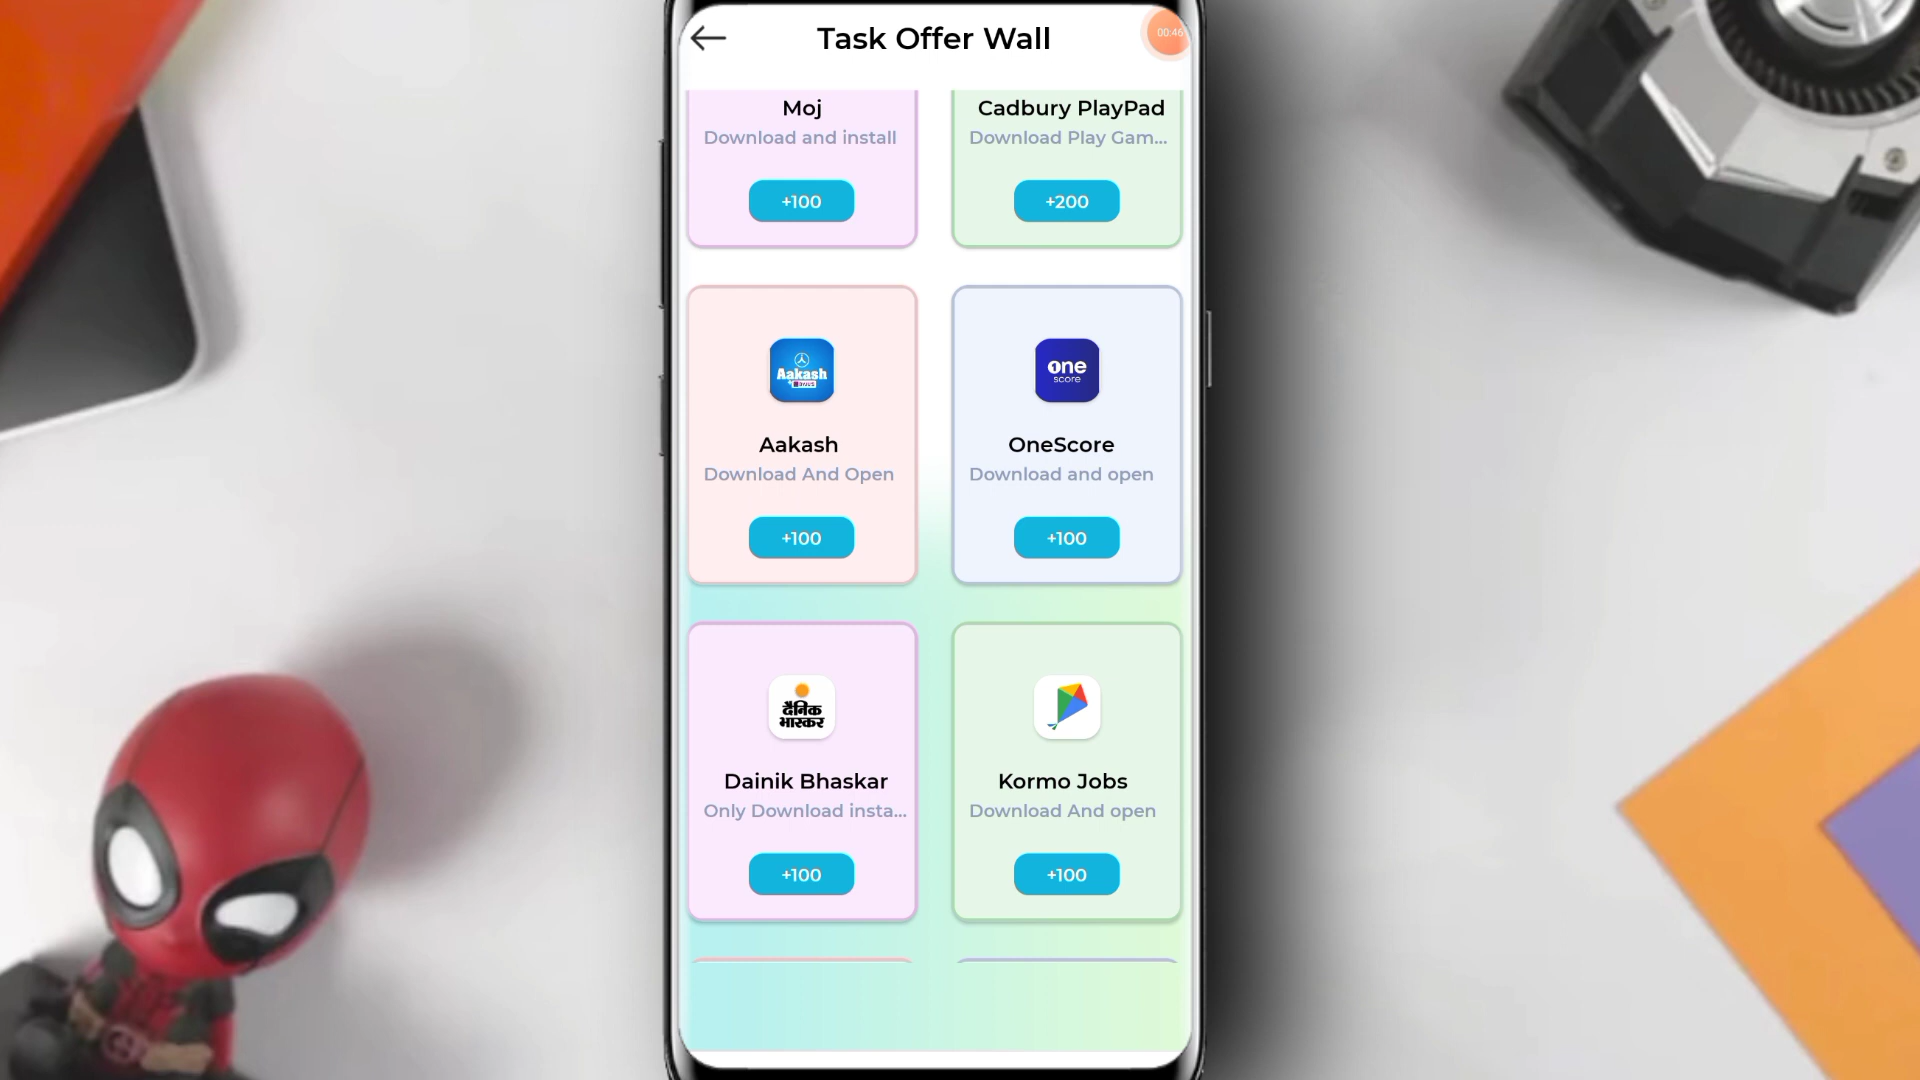 Task Offer Wall
00:46
Moj
Download and install
+100
Cadbury PlayPad
Download Play Gam...
+200
Aakash
Aakash
Download And Open
+100
one
score
OneScore
Download and open
+100
दैनिक
भास्कर
Dainik Bhaskar
Only Download insta...
+100
Kormo Jobs
Download And open
+100